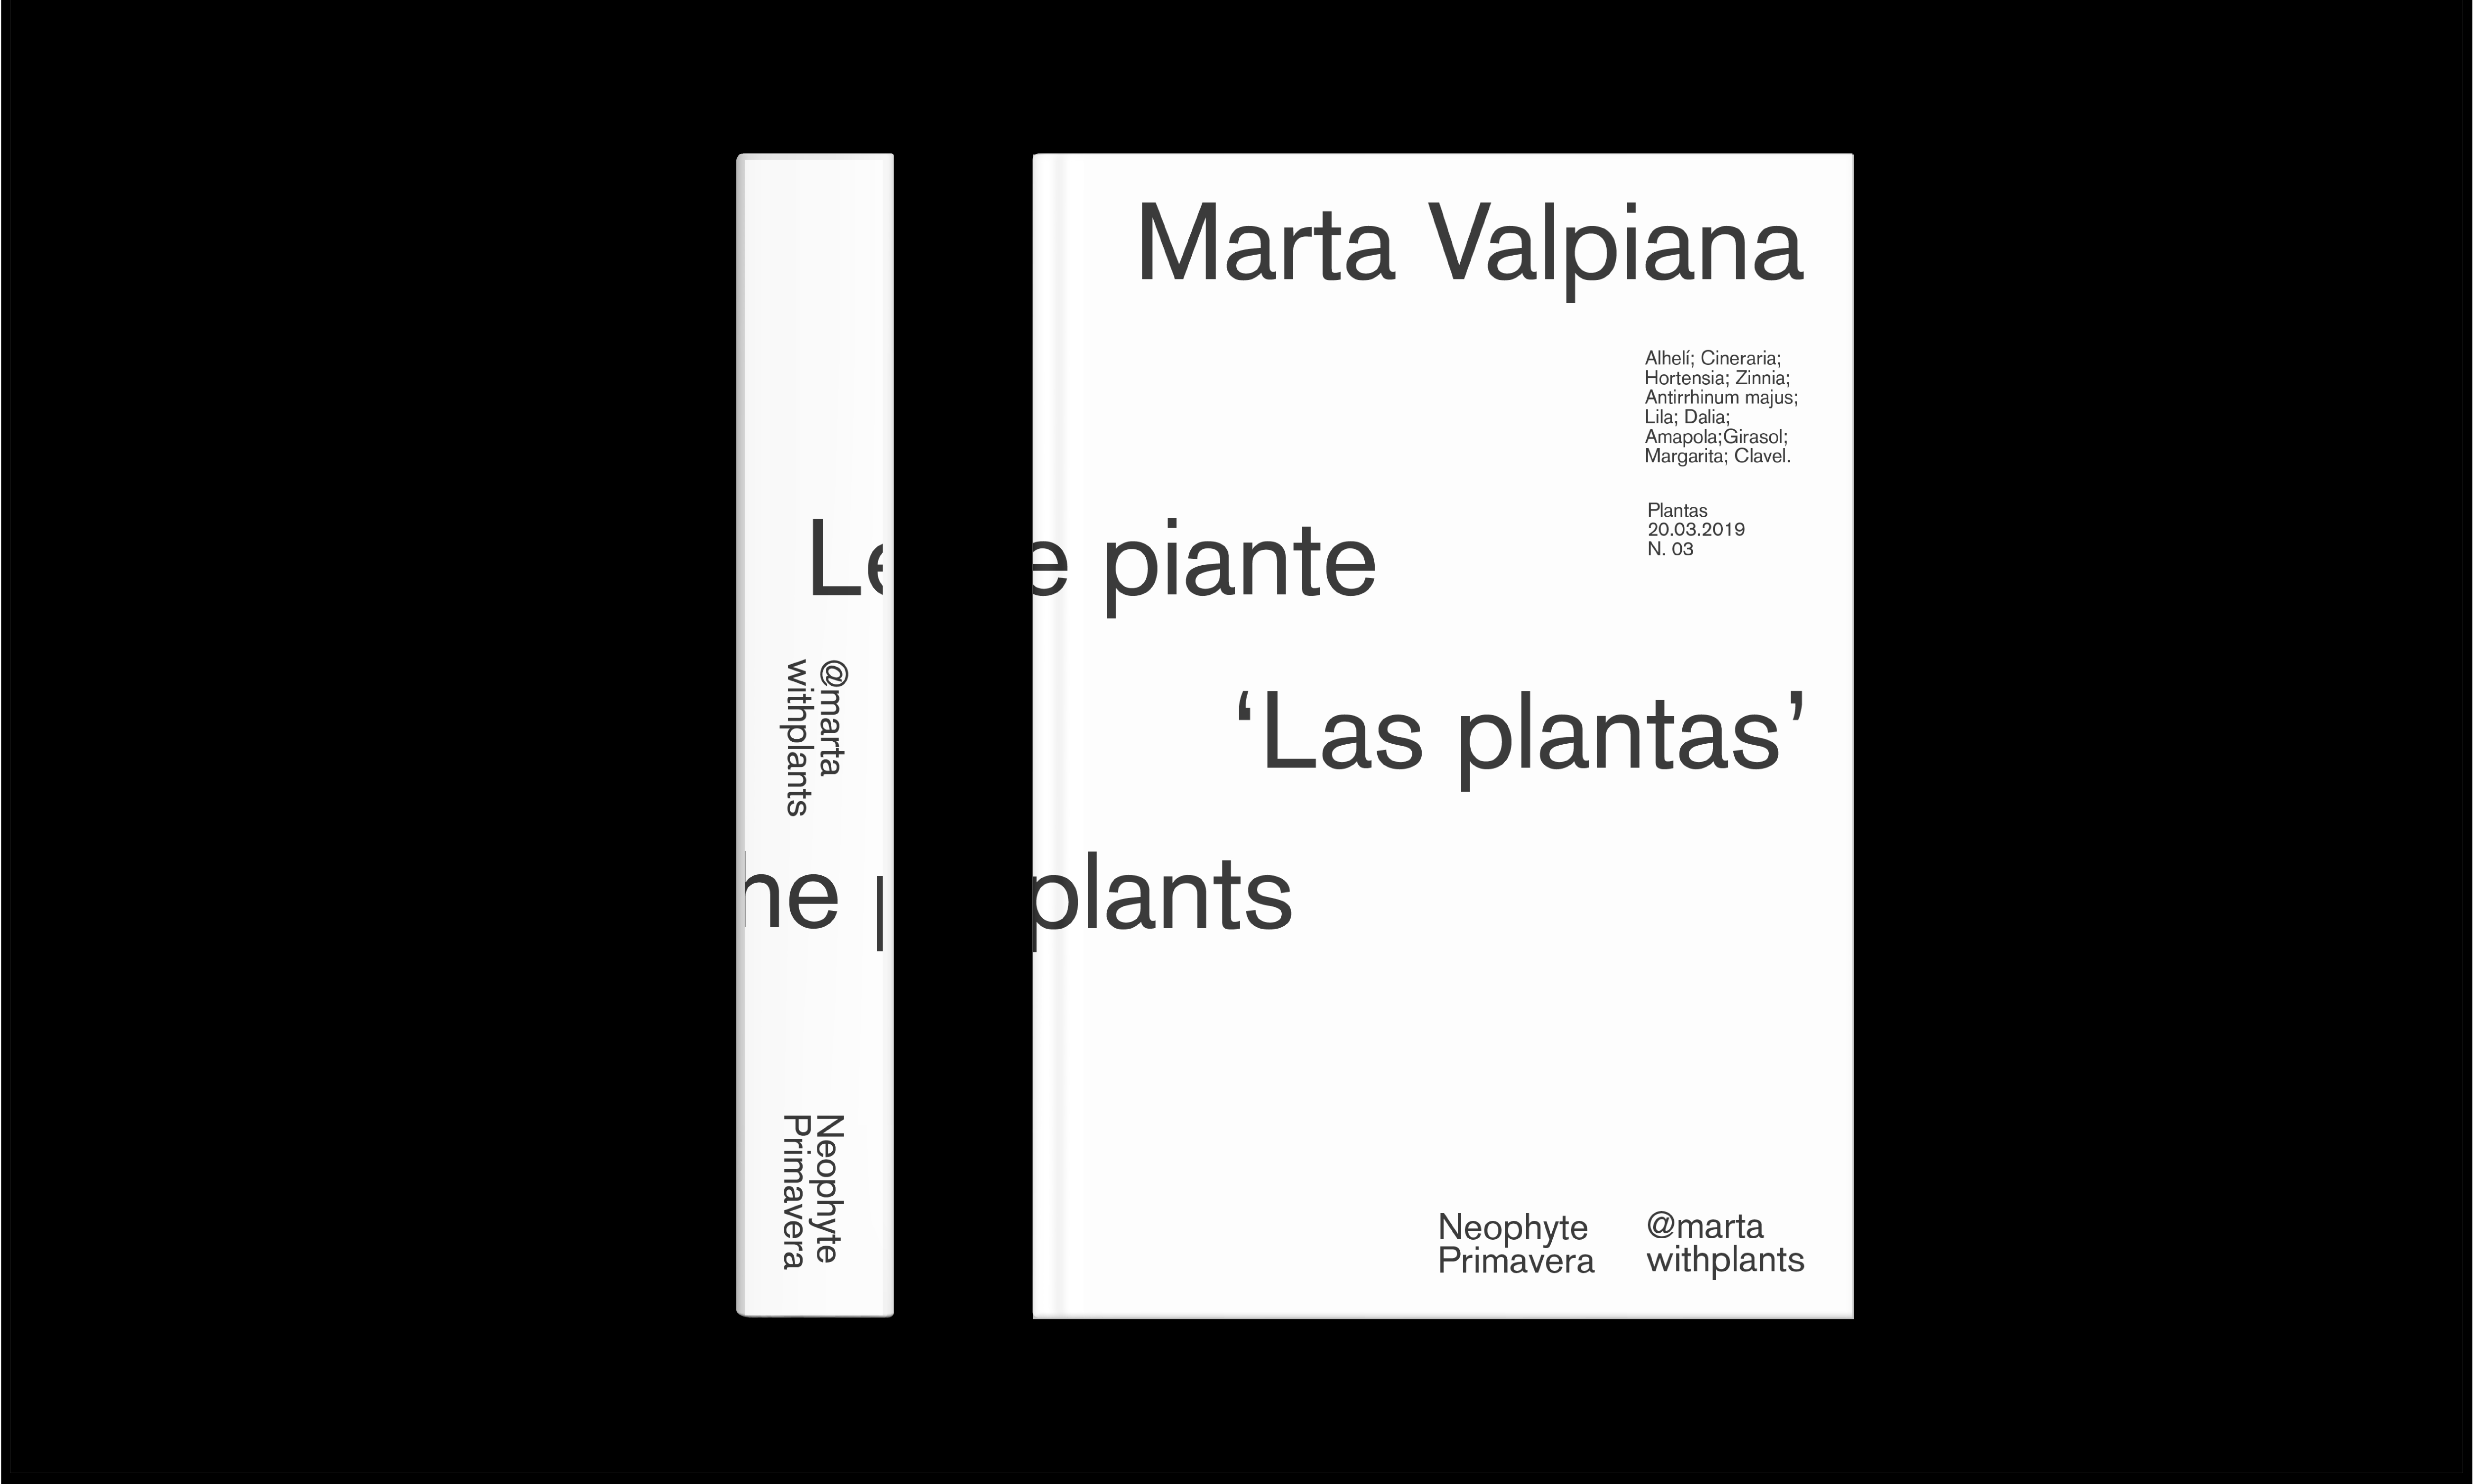 Le
@marta
withplants
he p
Neophyte
Primavera
Marta Valpiana
Alhelí; Cineraria;
Hortensia; Zinnia;
Antirrhinum majus;
Lila; Dalia;
Amapola;Girasol;
Margarita; Clavel.
Plantas
20.03.2019
N. 03
e piante
‘Las plantas’
plants
Neophyte
Primavera
@marta
withplants